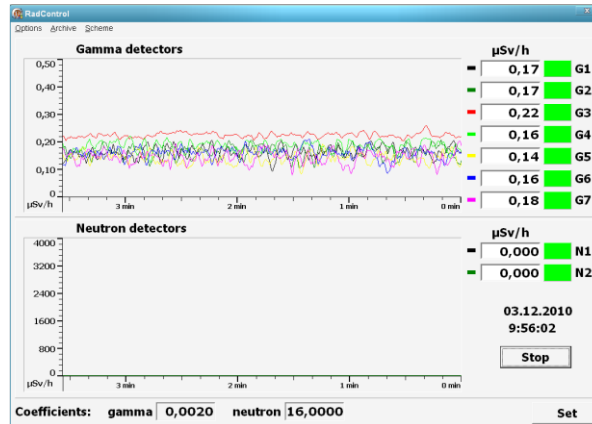 RadControl
Options Archive Scheme
Gamma detectors
µSv/h
0,50
0,40
0,30
0,20
0,10
0
µSv/h
3 min
2 min
1 min
0 min
0,17 G1
0,17 G2
0,22 G3
0,16 G4
0,14 G5
0,16 G6
0,18 G7
Neutron detectors
µSv/h
4000
3200
2400
1600
800
0
µSv/h
3 min
2 min
1 min
0 min
0,000 N1
0,000 N2
03.12.2010
9:56:02
Stop
Coefficients: gamma 0,0020 neutron 16,0000
Set